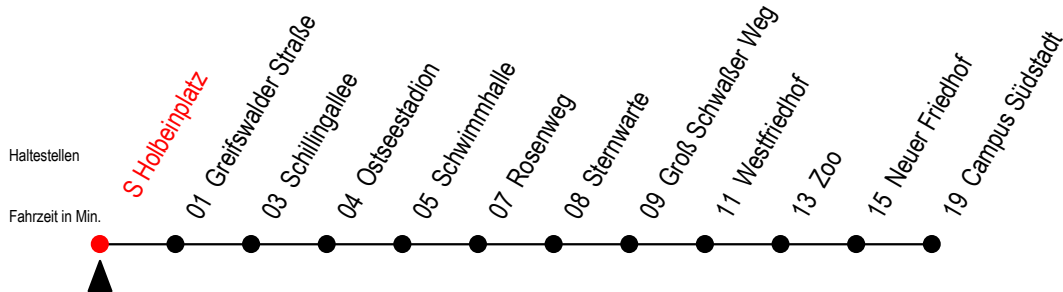 Haltestellen
Fahrzeit in Min.
S Holbeinplatz
01 Greifswalder Straße
03 Schillingallee
04 Ostseestadion
05 Schwimmhalle
07 Rosenweg
08 Sternwarte
09 Groß Schwaßer Weg
11 Westfriedhof
13 Zoo
15 Neuer Friedhof
19 Campus Südstadt